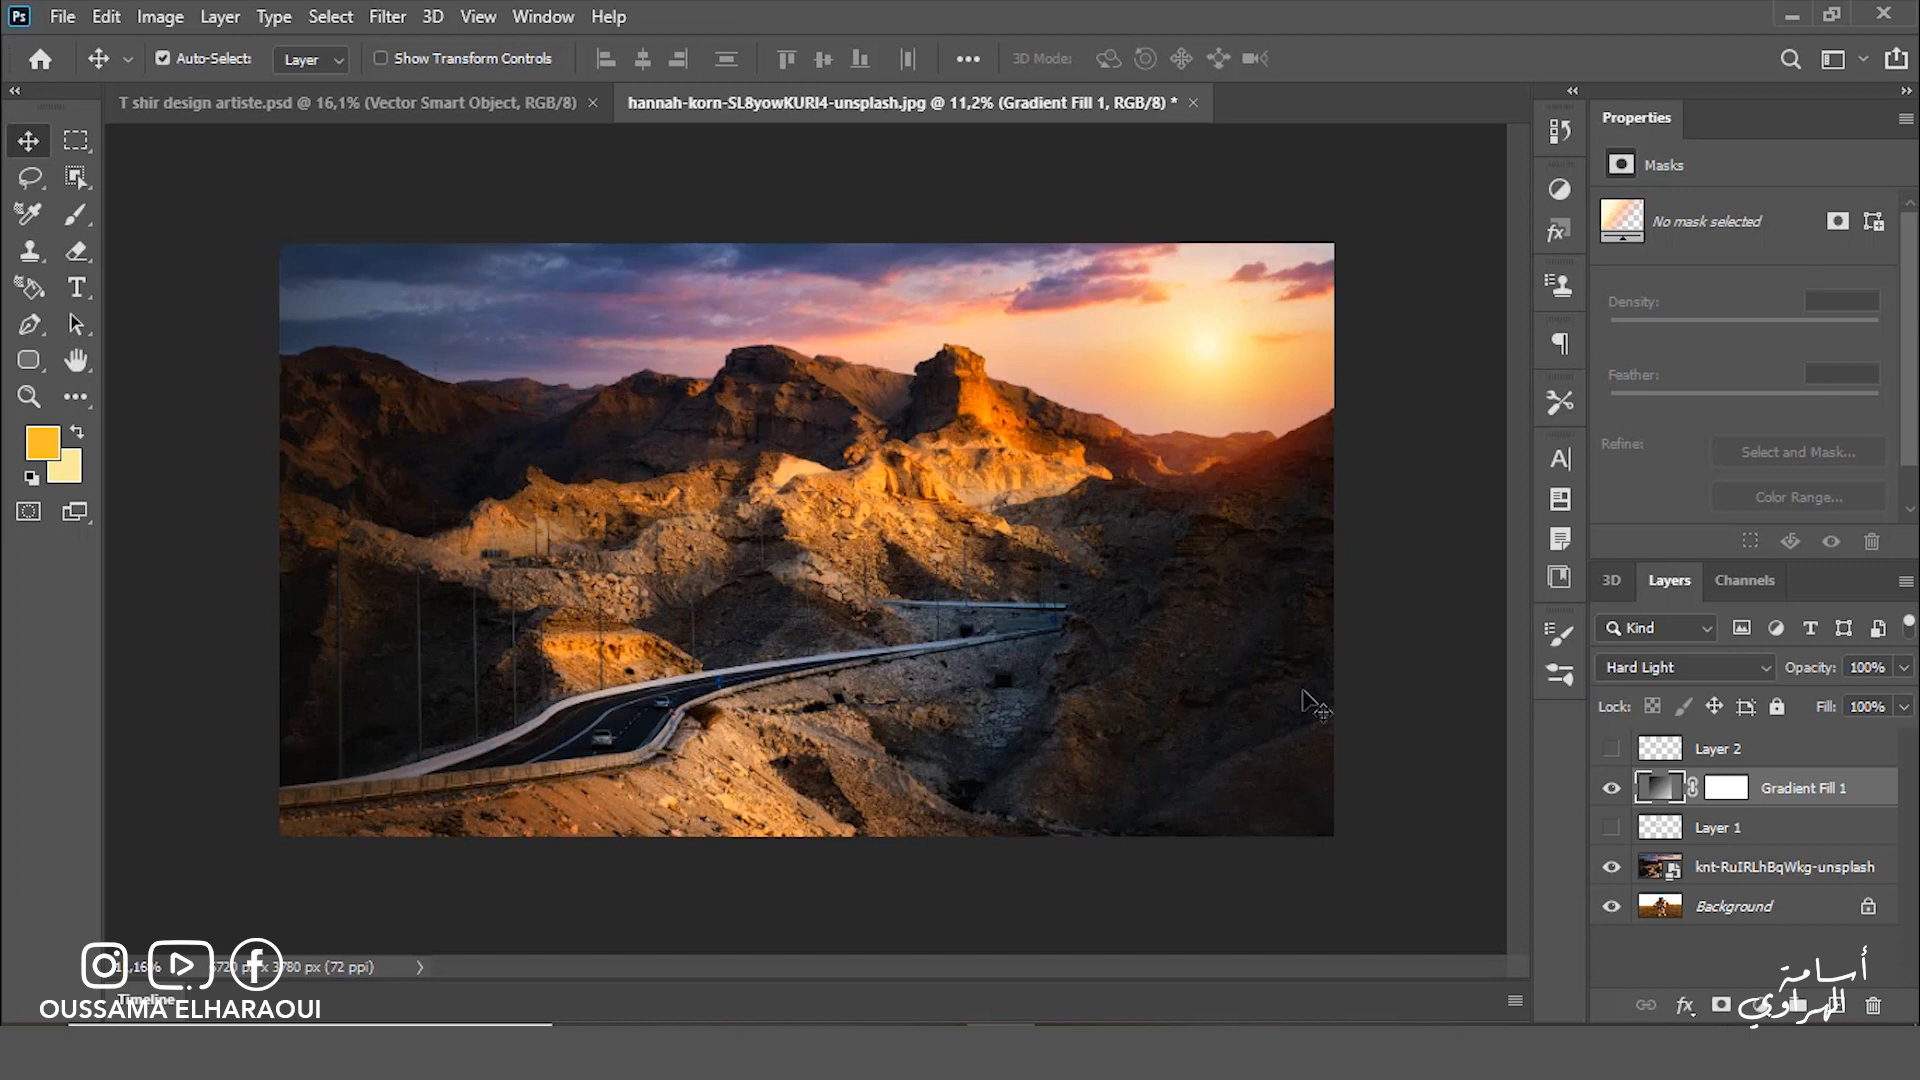 Ps File Edit Image Layer Type Select Filter 3D View Window Help
Auto-Select: Layer Show Transform Controls 3D Mode:
T shir design artiste.psd @ 16,1% (Vector Smart Object, RGB/8) × hannah-korn-SL8yowKURI4-unsplash.jpg @ 11,2% (Gradient Fill 1, RGB/8) * ×
Properties
Masks
No mask selected
Density:
Feather:
Refine: Select and Mask...
Color Range...
3D Layers Channels
Kind
Hard Light Opacity: 100%
Lock: Fill: 100%
Layer 2
Gradient Fill 1
Layer 1
knt-RuIRLhBqWkg-unsplash
Background
720 px x 3780 px (72 ppi)
Timeline
OUSSAMA ELHARAOUI
أسامة
الهراوي